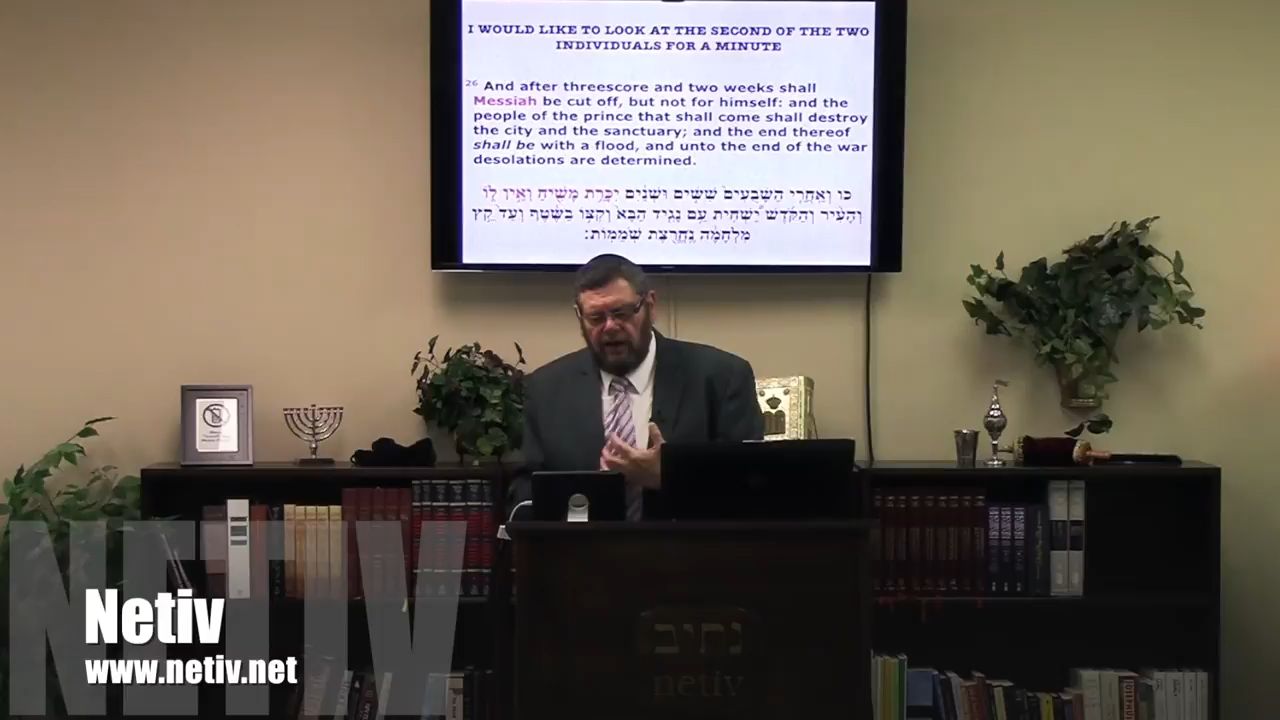 I WOULD LIKE TO LOOK AT THE SECOND OF THE TWO
INDIVIDUALS FOR A MINUTE
26 And after threescore and two weeks shall
Messiah be cut off, but not for himself: and the
people of the prince that shall come shall destroy
the city and the sanctuary; and the end thereof
shall be with a flood, and unto the end of the war
desolations are determined.
כו וְאַחֲרֵי הַשָּׁבֻעִים שִׁשִּׁים וּשְׁנַיִם יִכָּרֵת מָשִׁיחַ וְאֵין לוֹ
וְהָעִיר וְהַקֹּדֶשׁ יַשְׁחִית עַם נָגִיד הַבָּא וְקִצּוֹ בַשֶּׁטֶף וְעַד קֵץ
מִלְחָמָה נֶחֱרֶצֶת שֹׁמֵמוֹת:
נתיב
netiv
NETIV
Netiv
www.netiv.net